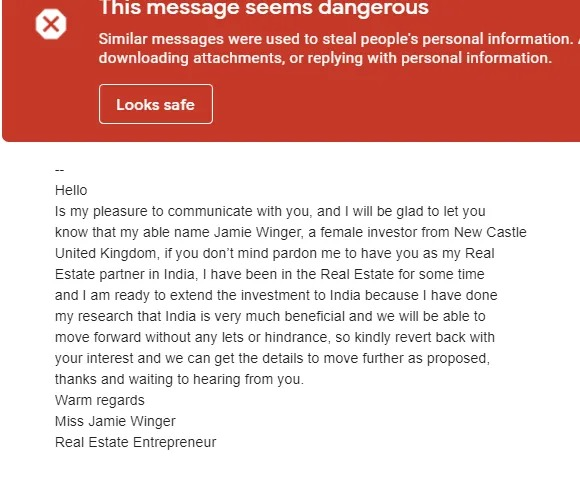 This message seems dangerous
Similar messages were used to steal people's personal information.
downloading attachments, or replying with personal information.
Looks safe
--
Hello
Is my pleasure to communicate with you, and I will be glad to let you
know that my able name Jamie Winger, a female investor from New Castle
United Kingdom, if you don’t mind pardon me to have you as my Real
Estate partner in India, I have been in the Real Estate for some time
and I am ready to extend the investment to India because I have done
my research that India is very much beneficial and we will be able to
move forward without any lets or hindrance, so kindly revert back with
your interest and we can get the details to move further as proposed,
thanks and waiting to hearing from you.
Warm regards
Miss Jamie Winger
Real Estate Entrepreneur